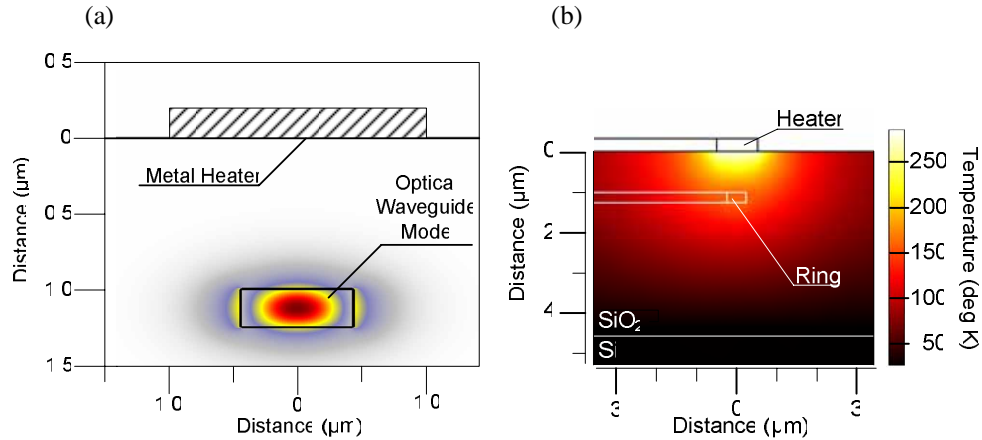 (a)
0 5
0
0 5
1 0
1 5
Distance (µm)
Metal Heater
Optica
Waveguide
Mode
1 0
0
1 0
Distance (µm)
(b)
Heater
0
2
4
Distance (µm)
Ring
SiO₂
Si
3
0
3
Distance (µm)
250
200
150
100
50
Temperature (deg K)